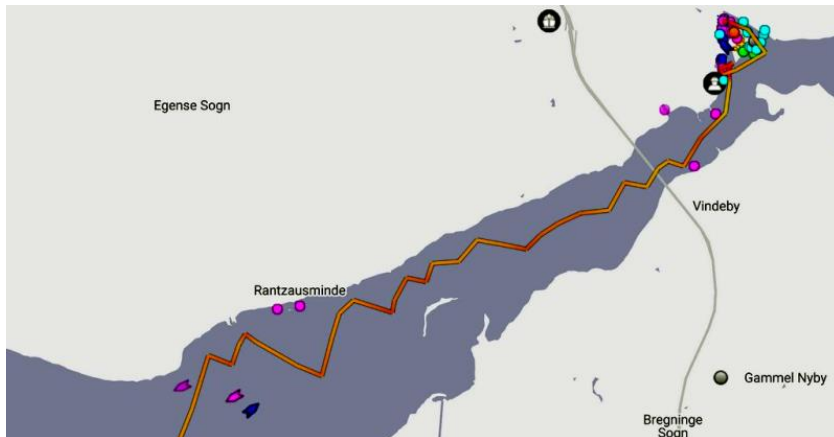 Egense Sogn
Vindeby
Rantzausminde
Gammel Nyby
Bregninge
Sogn